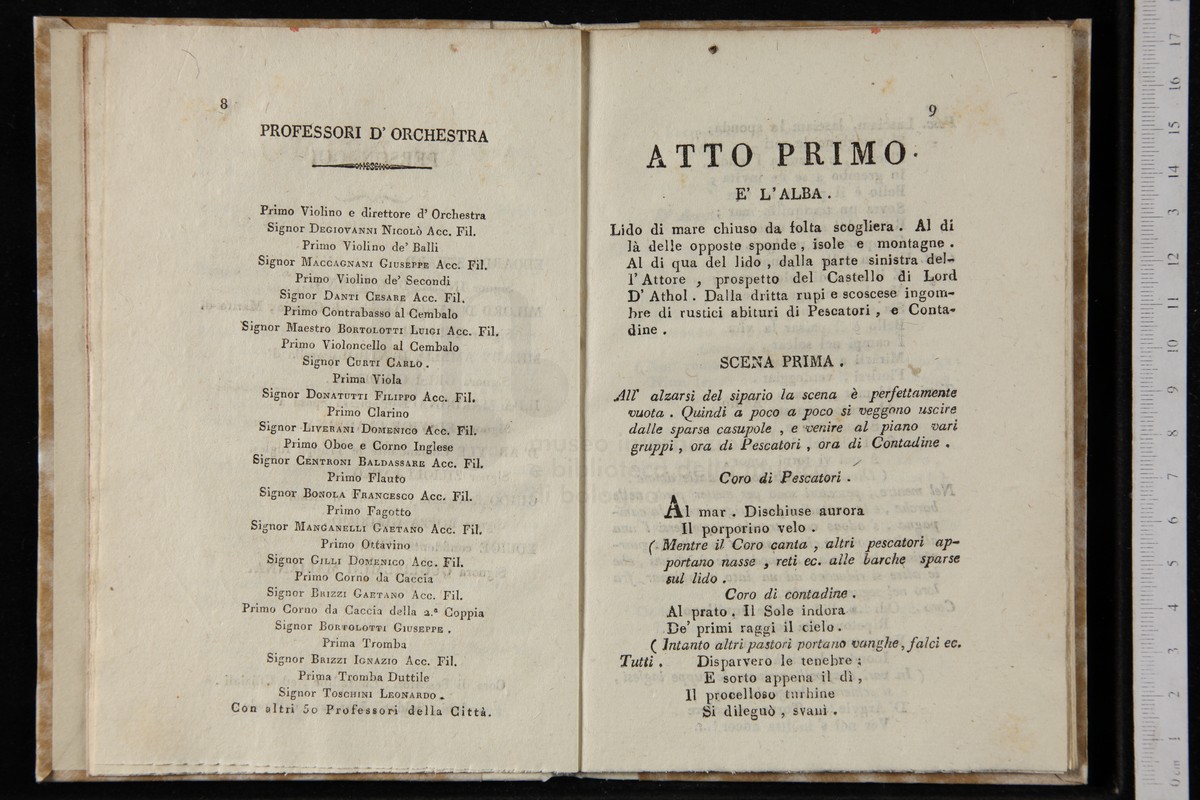 8
PROFESSORI D' ORCHESTRA
Primo Violino e direttore d' Orchestra
Signor DEGIOVANNI NICOLÒ Acc. Fil.
Primo Violino de' Balli
Signor MACCAGNANI GIUSEPPE Acc. Fil.
Primo Violino de' Secondi
Signor DANTI CESARE Acc. Fil.
Primo Contrabasso al Cembalo
Signor Maestro BORTOLOTTI LUIGI Acc. Fil.
Primo Violoncello al Cembalo
Signor CURTI CARLO .
Prima Viola
Signor DONATUTTI FILIPPO Acc. Fil.
Primo Clarino
Signor LIVERANI DOMENICO Acc. Fil.
Primo Oboe e Corno Inglese
Signor CENTRONI BALDASSARE Acc. Fil.
Primo Flauto
Signor BONOLA FRANCESCO Acc. Fil.
Primo Fagotto
Signor MANGANELLI GAETANO Acc. Fil.
Primo Ottavino
Signor GILLI DOMENICO Acc. Fil.
Primo Corno da Caccia
Signor BRIZZI GAETANO Acc. Fil.
Primo Corno da Caccia della 2.ª Coppia
Signor BORTOLOTTI GIUSEPPE .
Prima Tromba
Signor BRIZZI IGNAZIO Acc. Fil.
Prima Tromba Duttile
Signor TOSCHINI LEONARDO .
Con altri 50 Professori della Città.
9
ATTO PRIMO.
E' L'ALBA .
Lido di mare chiuso da folta scogliera . Al di
là delle opposte sponde , isole e montagne .
Al di qua del lido , dalla parte sinistra del-
l'Attore , prospetto del Castello di Lord
D' Athol . Dalla dritta rupi e scoscese ingom-
bre di rustici abituri di Pescatori , e Conta-
dine .
SCENA PRIMA .
All' alzarsi del sipario la scena è perfettamente
vuota . Quindi a poco a poco si veggono uscire
dalle sparse casupole , e venire al piano vari
gruppi , ora di Pescatori , ora di Contadine .
Coro di Pescatori .
Al mar . Dischiuse aurora
Il porporino velo .
( Mentre il Coro canta , altri pescatori ap-
portano nasse , reti ec. alle barche sparse
sul lido .
Coro di contadine .
Al prato . Il Sole indora
De' primi raggi il cielo .
( Intanto altri pastori portano vanghe, falci ec.
Tutti . Disparvero le tenebre ;
E sorto appena il dì ,
Il procelloso turbine
Si dileguò , svanì .